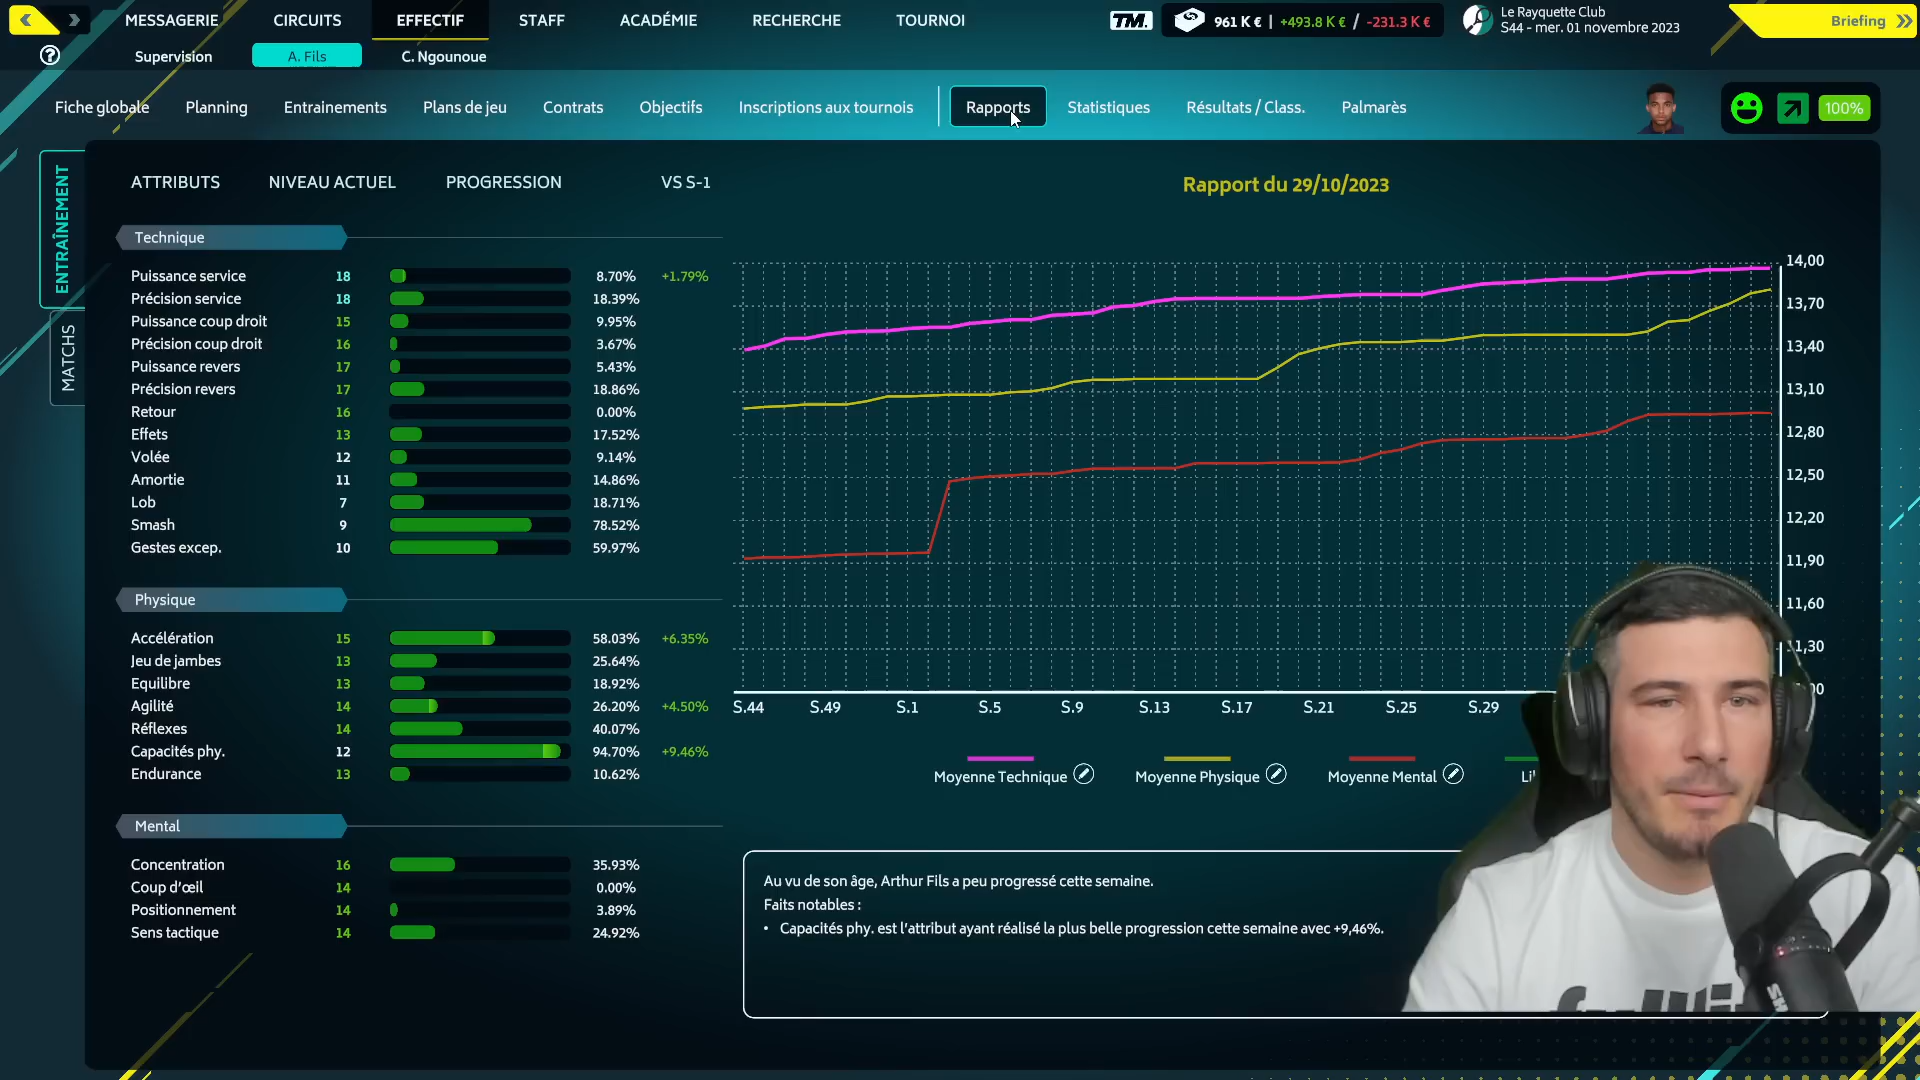 MESSAGERIE CIRCUITS EFFECTIF STAFF ACADÉMIE RECHERCHE TOURNOI
TM. 961 K € | +493.8 K € / -231.3 K €
Le Rayquette Club
S44 - mer. 01 novembre 2023
Briefing
Supervision A. Fils C. Ngounoue
Fiche globale Planning Entrainements Plans de jeu Contrats Objectifs Inscriptions aux tournois Rapports Statistiques Résultats / Class. Palmarès
100%
ENTRAÎNEMENT
MATCHS
ATTRIBUTS NIVEAU ACTUEL PROGRESSION VS S-1
Technique
Puissance service 18 8.70% +1.79%
Précision service 18 18.39%
Puissance coup droit 15 9.95%
Précision coup droit 16 3.67%
Puissance revers 17 5.43%
Précision revers 17 18.86%
Retour 16 0.00%
Effets 13 17.52%
Volée 12 9.14%
Amortie 11 14.86%
Lob 7 18.71%
Smash 9 78.52%
Gestes excep. 10 59.97%
Physique
Accélération 15 58.03% +6.35%
Jeu de jambes 13 25.64%
Equilibre 13 18.92%
Agilité 14 26.20% +4.50%
Réflexes 14 40.07%
Capacités phy. 12 94.70% +9.46%
Endurance 13 10.62%
Mental
Concentration 16 35.93%
Coup d'œil 14 0.00%
Positionnement 14 3.89%
Sens tactique 14 24.92%
Rapport du 29/10/2023
14,00
13,70
13,40
13,10
12,80
12,50
12,20
11,90
11,60
S.44 S.49 S.1 S.5 S.9 S.13 S.17 S.21 S.25 S.29
Moyenne Technique Moyenne Physique Moyenne Mental
Au vu de son âge, Arthur Fils a peu progressé cette semaine.
Faits notables :
• Capacités phy. est l'attribut ayant réalisé la plus belle progression cette semaine avec +9,46%.